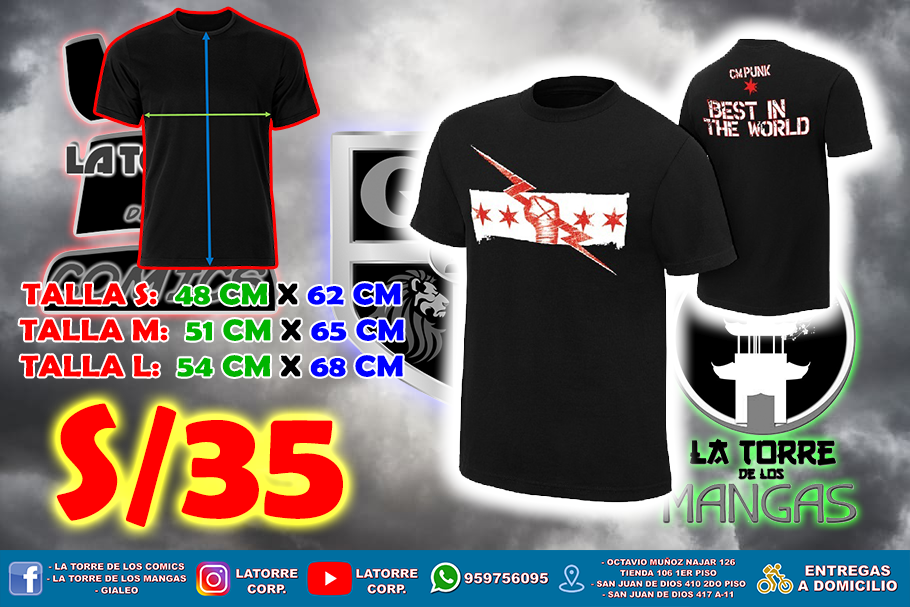 LA TO
D
COMICS
TALLA S: 48 CM X 62 CM
TALLA M: 51 CM X 65 CM
TALLA L: 54 CM X 68 CM
S/35
CM PUNK
BEST IN
THE WORLD
LA TORRE
DE LOS
MANGAS
- LA TORRE DE LOS COMICS
- LA TORRE DE LOS MANGAS
- GIALEO
LATORRE
CORP.
LATORRE
CORP.
959756095
- OCTAVIO MUÑOZ NAJAR 126
TIENDA 106 1ER PISO
- SAN JUAN DE DIOS 410 2DO PISO
- SAN JUAN DE DIOS 417 A-11
ENTREGAS
A DOMICILIO